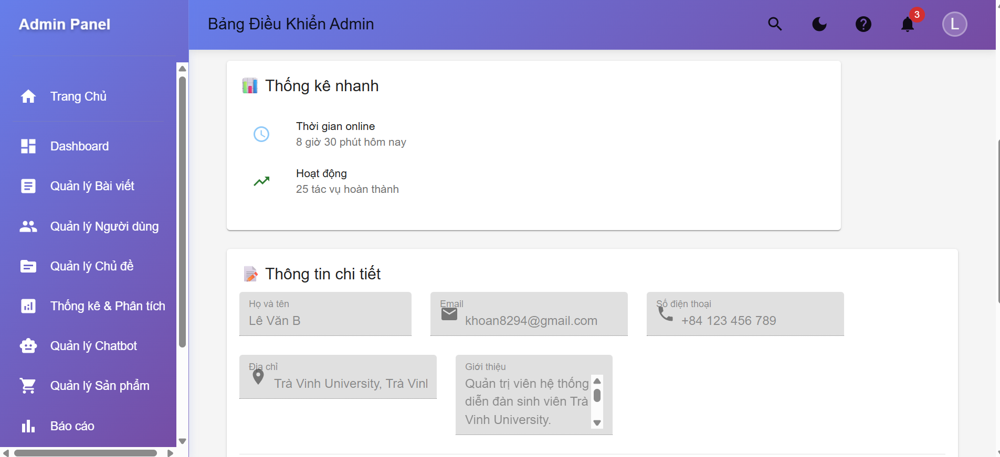 Admin Panel
Bảng Điều Khiển Admin
3
L
Trang Chủ
Dashboard
Quản lý Bài viết
Quản lý Người dùng
Quản lý Chủ đề
Thống kê & Phân tích
Quản lý Chatbot
Quản lý Sản phẩm
Báo cáo
Thống kê nhanh
Thời gian online
8 giờ 30 phút hôm nay
Hoạt động
25 tác vụ hoàn thành
Thông tin chi tiết
Họ và tên
Lê Văn B
Email
khoan8294@gmail.com
Số điện thoại
+84 123 456 789
Địa chỉ
Trà Vinh University, Trà Vinh
Giới thiệu
Quản trị viên hệ thống
diễn đàn sinh viên Trà
Vinh University.